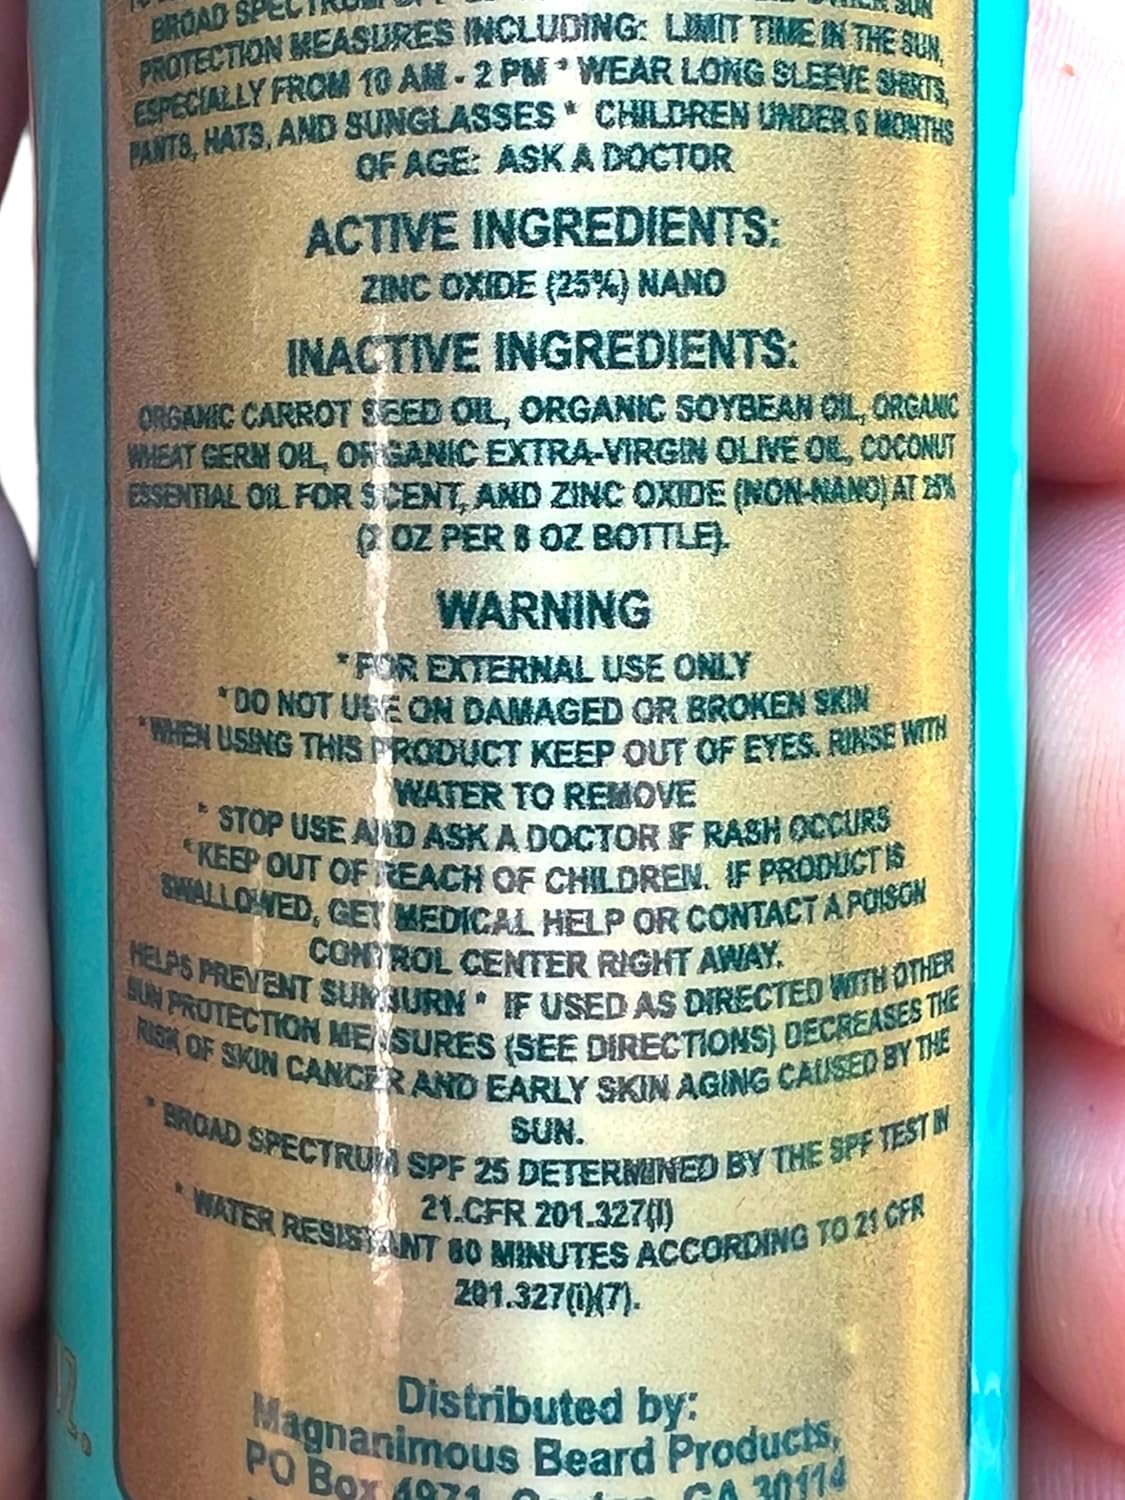 BROAD SPECTRUM SUN
PROTECTION MEASURES INCLUDING: LIMIT TIME IN THE SUN,
ESPECIALLY FROM 10 AM - 2 PM * WEAR LONG SLEEVE SHIRTS,
PANTS, HATS, AND SUNGLASSES * CHILDREN UNDER 6 MONTHS
OF AGE: ASK A DOCTOR
ACTIVE INGREDIENTS:
ZINC OXIDE (25%) NANO
INACTIVE INGREDIENTS:
ORGANIC CARROT SEED OIL, ORGANIC SOYBEAN OIL, ORGANIC
WHEAT GERM OIL, ORGANIC EXTRA-VIRGIN OLIVE OIL, COCONUT
ESSENTIAL OIL FOR SCENT, AND ZINC OXIDE (NON-NANO) AT 25%
(2 OZ PER 8 OZ BOTTLE).
WARNING
* FOR EXTERNAL USE ONLY
* DO NOT USE ON DAMAGED OR BROKEN SKIN
* WHEN USING THIS PRODUCT KEEP OUT OF EYES. RINSE WITH
WATER TO REMOVE
* STOP USE AND ASK A DOCTOR IF RASH OCCURS
* KEEP OUT OF REACH OF CHILDREN. IF PRODUCT IS
SWALLOWED, GET MEDICAL HELP OR CONTACT A POISON
CONTROL CENTER RIGHT AWAY.
HELPS PREVENT SUNBURN * IF USED AS DIRECTED WITH OTHER
SUN PROTECTION MEASURES (SEE DIRECTIONS) DECREASES THE
RISK OF SKIN CANCER AND EARLY SKIN AGING CAUSED BY THE
SUN.
* BROAD SPECTRUM SPF 25 DETERMINED BY THE SPF TEST IN
21.CFR 201.327(I)
* WATER RESISTANT 80 MINUTES ACCORDING TO 21 CFR
201.327(i)(7).
Distributed by:
Magnanimous Beard Products,
PO Box 4971, Canton, GA 30114